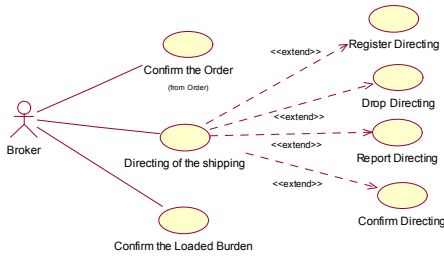 Register Directing
<<extend>>
Confirm the Order
(from Order)
<<extend>>
Drop Directing
Broker
Directing of the shipping
<<extend>>
Report Directing
<<extend>>
Confirm Directing
Confirm the Loaded Burden